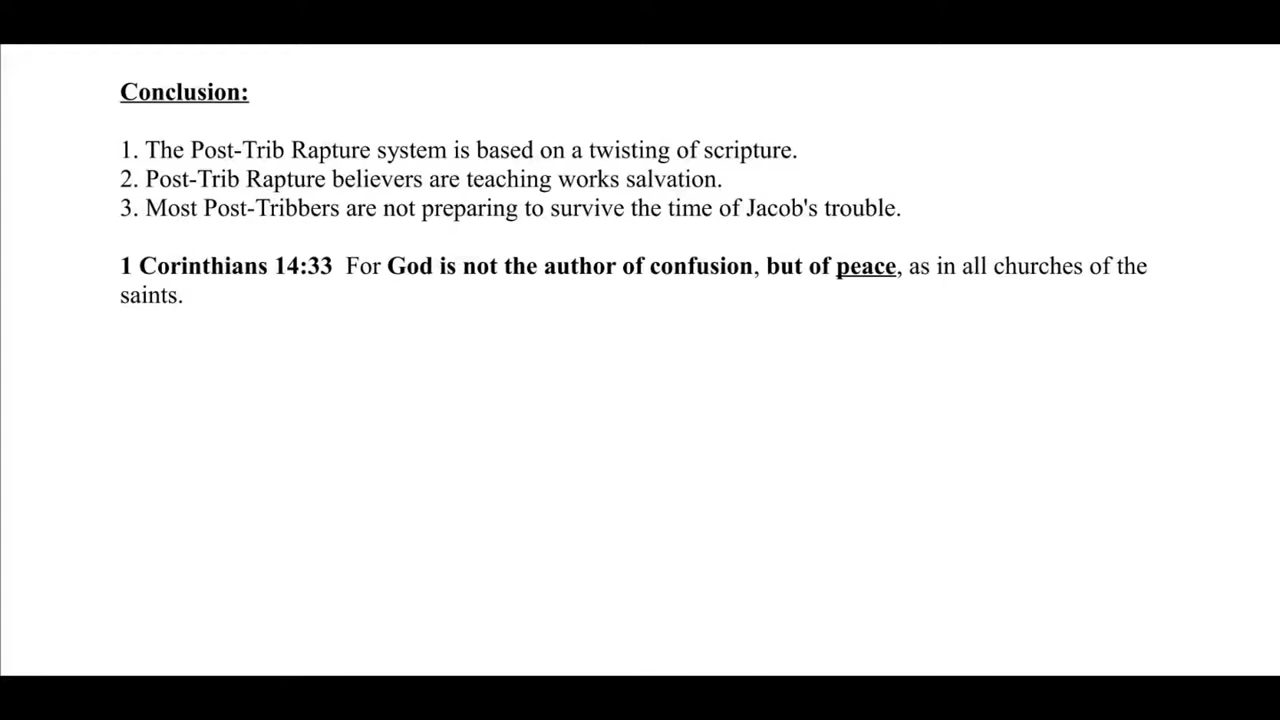 Conclusion:
1. The Post-Trib Rapture system is based on a twisting of scripture.
2. Post-Trib Rapture believers are teaching works salvation.
3. Most Post-Tribbers are not preparing to survive the time of Jacob's trouble.
1 Corinthians 14:33  For God is not the author of confusion, but of peace, as in all churches of the
saints.